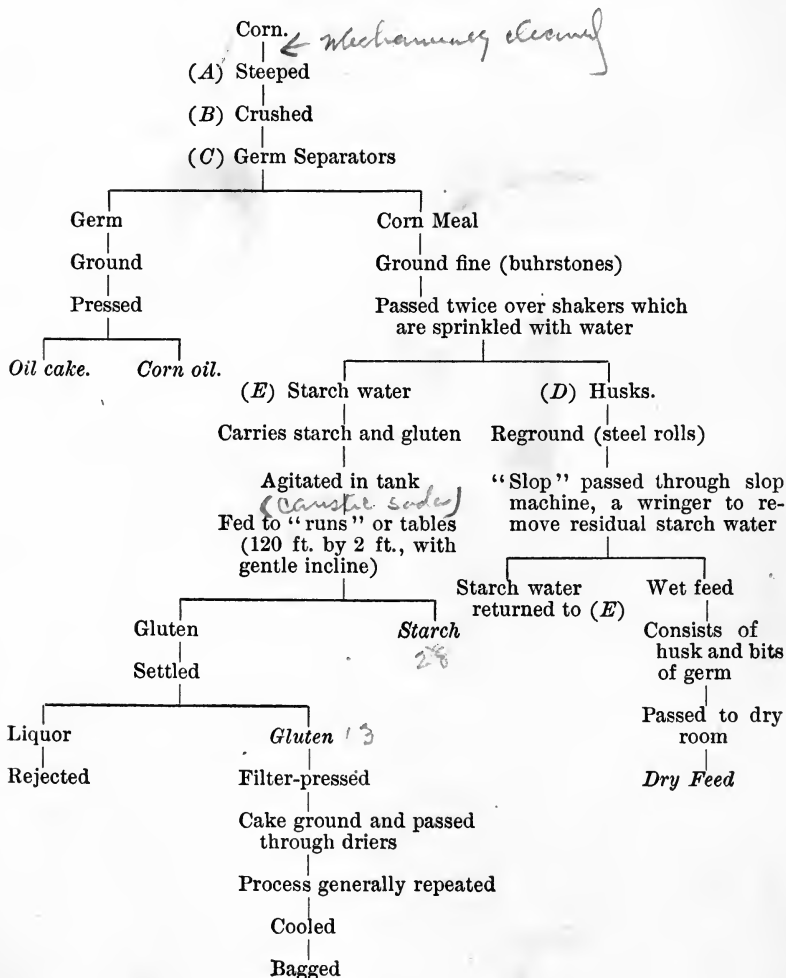 Corn.
mechanically cleaned
(A) Steeped
(B) Crushed
(C) Germ Separators
Germ
Ground
Pressed
Oil cake. Corn oil.
Corn Meal
Ground fine (buhrstones)
Passed twice over shakers which
are sprinkled with water
(E) Starch water
Carries starch and gluten
Agitated in tank
(caustic soda)
Fed to “runs” or tables
(120 ft. by 2 ft., with
gentle incline)
(D) Husks.
Reground (steel rolls)
“Slop” passed through slop
machine, a wringer to re-
move residual starch water
Starch water
returned to (E)
Wet feed
Consists of
husk and bits
of germ
Passed to dry
room
Dry Feed
Gluten
Settled
Starch
28
Liquor
Rejected
Gluten 13
Filter-pressed
Cake ground and passed
through driers
Process generally repeated
Cooled
Bagged